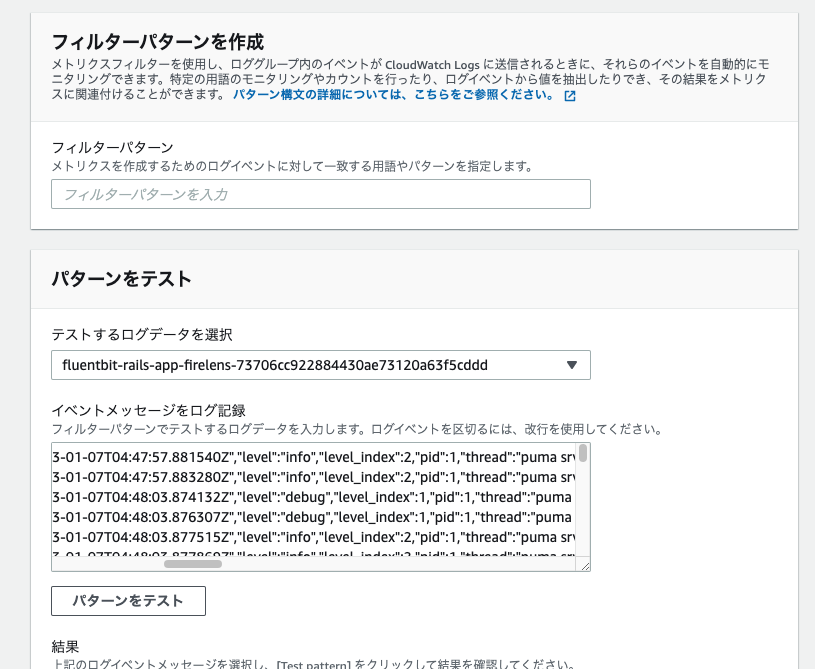 フィルターパターンを作成
メトリクスフィルターを使用し、ロググループ内のイベントが CloudWatch Logs に送信されるときに、それらのイベントを自動的にモ
ニタリングできます。特定の用語のモニタリングやカウントを行ったり、ログイベントから値を抽出したりでき、その結果をメトリク
スに関連付けることができます。 パターン構文の詳細については、こちらをご参照ください。
フィルターパターン
メトリクスを作成するためのログイベントに対して一致する用語やパターンを指定します。
フィルターパターンを入力
パターンをテスト
テストするログデータを選択
fluentbit-rails-app-firelens-73706cc922884430ae73120a63f5cddd
イベントメッセージをログ記録
フィルターパターンでテストするログデータを入力します。ログイベントを区切るには、改行を使用してください。
3-01-07T04:47:57.881540Z","level":"info","level_index":2,"pid":1,"thread":"puma srv
3-01-07T04:47:57.883280Z","level":"info","level_index":2,"pid":1,"thread":"puma srv
3-01-07T04:48:03.874132Z","level":"debug","level_index":1,"pid":1,"thread":"puma
3-01-07T04:48:03.876307Z","level":"debug","level_index":1,"pid":1,"thread":"puma
3-01-07T04:48:03.877515Z","level":"info","level_index":2,"pid":1,"thread":"puma srv
3-01-07T04:48:03.877869Z","level":"info","level_index":2,"pid":1,"thread":"puma srv
パターンをテスト
結果
上記のログイベントメッセージを選択し、[Test pattern] をクリックして結果を確認してください。